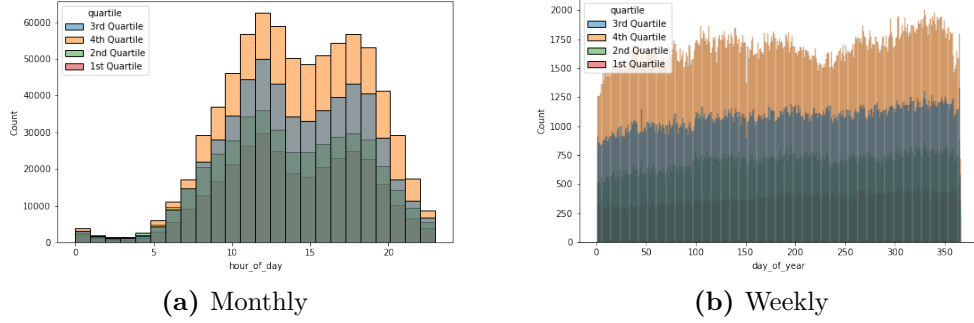 quartile
3rd Quartile
4th Quartile
2nd Quartile
1st Quartile
60000
50000
40000
30000
20000
10000
0
Count
0 5 10 15 20
hour_of_day
(a) Monthly
quartile
3rd Quartile
4th Quartile
2nd Quartile
1st Quartile
2000
1750
1500
1250
1000
750
500
250
0
Count
0 50 100 150 200 250 300 350
day_of_year
(b) Weekly